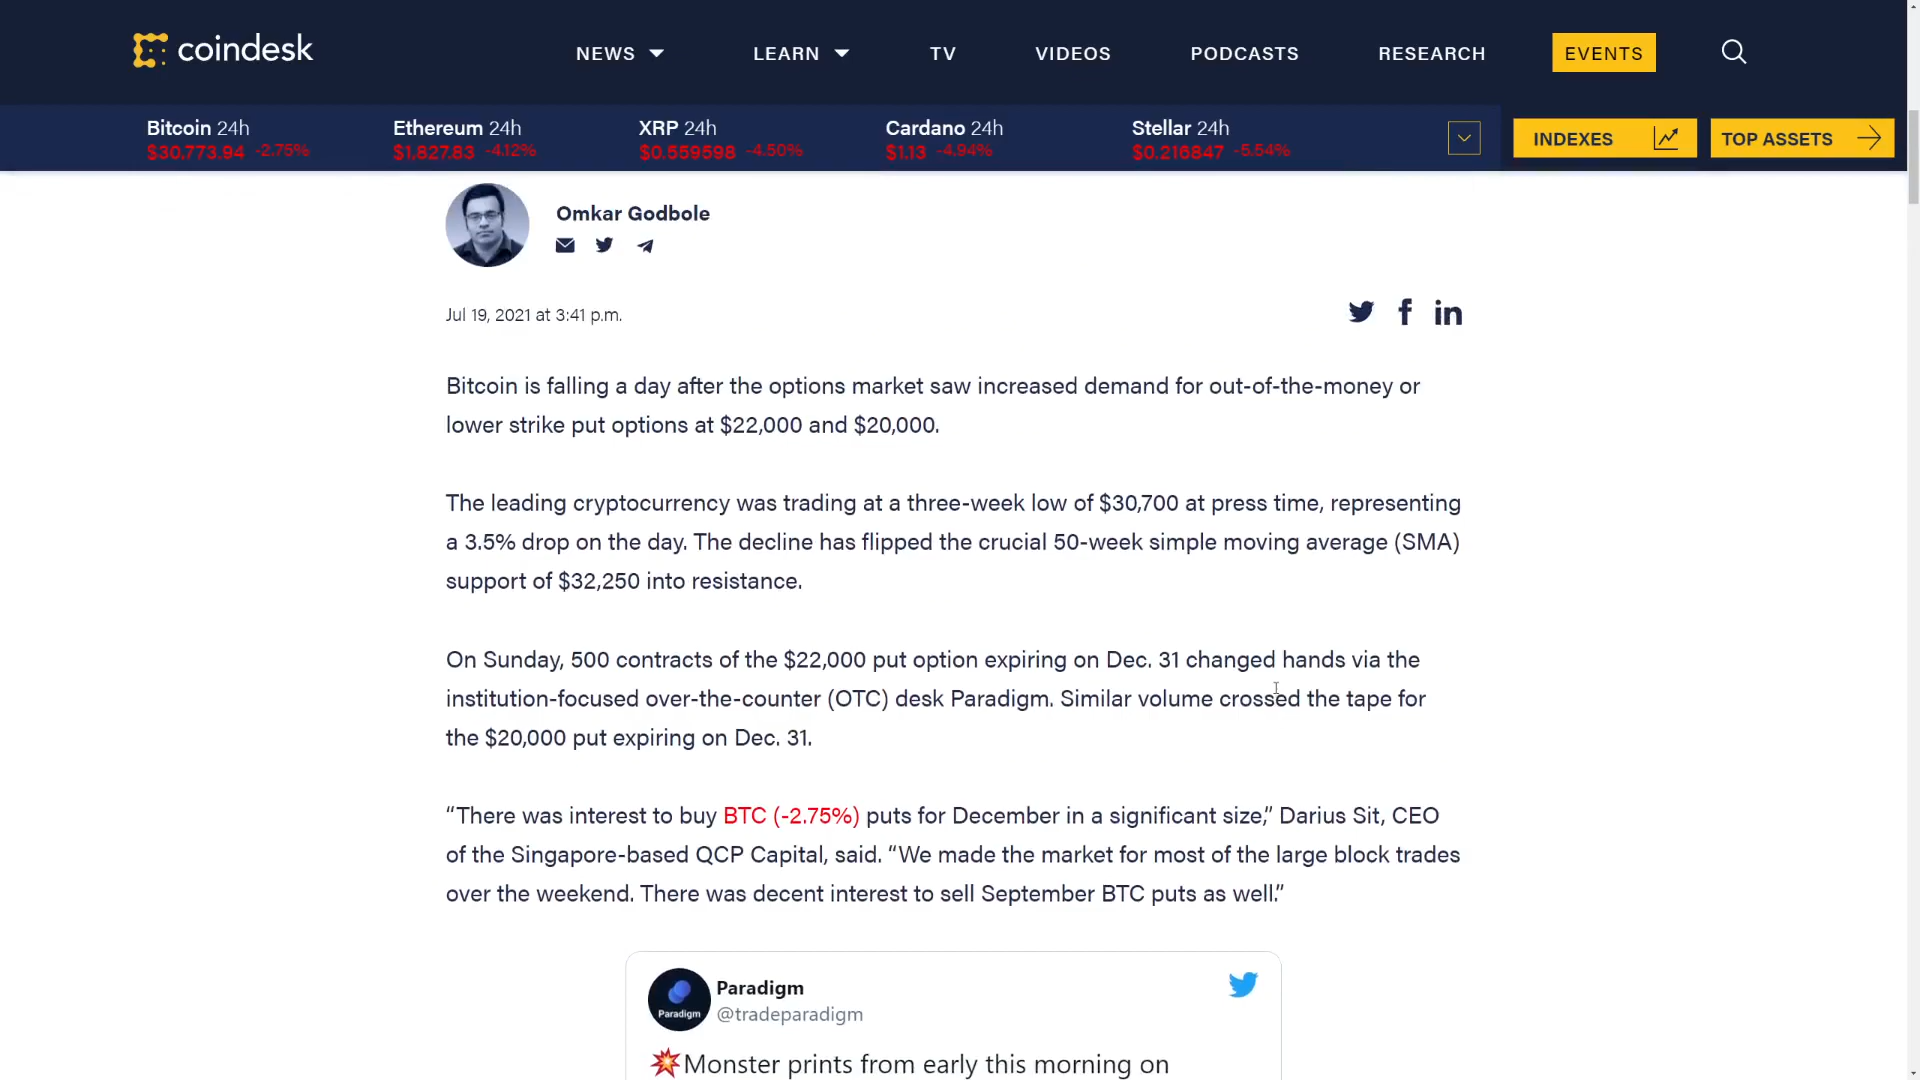 coindesk
NEWS
LEARN
TV
VIDEOS
PODCASTS
RESEARCH
EVENTS
Bitcoin 24h
$30,773.94 -2.75%
Ethereum 24h
$1,827.83 -4.12%
XRP 24h
$0.559598 -4.50%
Cardano 24h
$1.13 -4.94%
Stellar 24h
$0.216847 -5.54%
INDEXES
TOP ASSETS
Omkar Godbole
Jul 19, 2021 at 3:41 p.m.
Bitcoin is falling a day after the options market saw increased demand for out-of-the-money or
lower strike put options at $22,000 and $20,000.
The leading cryptocurrency was trading at a three-week low of $30,700 at press time, representing
a 3.5% drop on the day. The decline has flipped the crucial 50-week simple moving average (SMA)
support of $32,250 into resistance.
On Sunday, 500 contracts of the $22,000 put option expiring on Dec. 31 changed hands via the
institution-focused over-the-counter (OTC) desk Paradigm. Similar volume crossed the tape for
the $20,000 put expiring on Dec. 31.
“There was interest to buy BTC (-2.75%) puts for December in a significant size,” Darius Sit, CEO
of the Singapore-based QCP Capital, said. “We made the market for most of the large block trades
over the weekend. There was decent interest to sell September BTC puts as well.”
Paradigm
Paradigm
@tradeparadigm
💥Monster prints from early this morning on